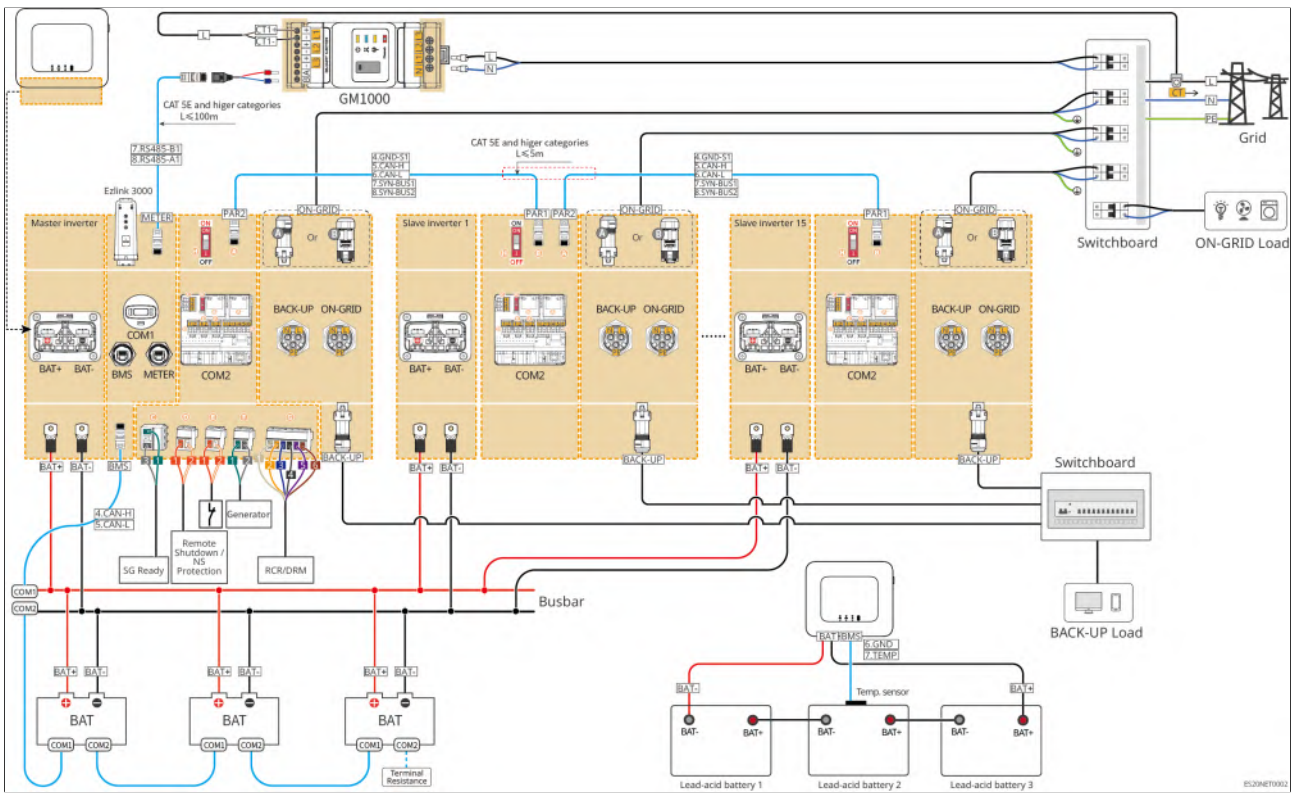 CT1+
CT1-
L
GM1000
L
N
L
CT
N
PE
Grid
CAT 5E and higer categories
L≤100m
7.RS485-B1
8.RS485-A1
CAT 5E and higer categories
L≤5m
4.GND-S1
5.CAN-H
6.CAN-L
7.SYN-BUS1
8.SYN-BUS2
4.GND-S1
5.CAN-H
6.CAN-L
7.SYN-BUS1
8.SYN-BUS2
Switchboard
ON-GRID Load
Ezlink 3000
Master inverter
METER
PAR2
ON
OFF
ON-GRID
A
Or
B
BAT+
BAT-
COM1
BMS
METER
COM2
BACK-UP
ON-GRID
Slave inverter 1
PAR1
PAR2
ON
OFF
ON-GRID
A
Or
B
BAT+
BAT-
COM2
BACK-UP
ON-GRID
......
Slave inverter 15
PAR1
ON
OFF
ON-GRID
A
Or
B
BAT+
BAT-
COM2
BACK-UP
ON-GRID
BAT+
BAT-
BMS
BACK-UP
BAT+
BAT-
BACK-UP
BAT+
BAT-
BACK-UP
4.CAN-H
5.CAN-L
SG Ready
Remote
Shutdown /
NS
Protection
Generator
RCR/DRM
Switchboard
BACK-UP Load
COM1
COM2
Busbar
BAT+
BAT-
BAT+
BAT-
BAT+
BAT-
BAT
BAT
BAT
COM1
COM2
COM1
COM2
COM1
COM2
Terminal
Resistance
BMS
6.GND
7.TEMP
BAT-
Temp. sensor
BAT+
BAT-
BAT+
BAT-
BAT+
BAT-
BAT+
Lead-acid battery 1
Lead-acid battery 2
Lead-acid battery 3
ES20NET0002